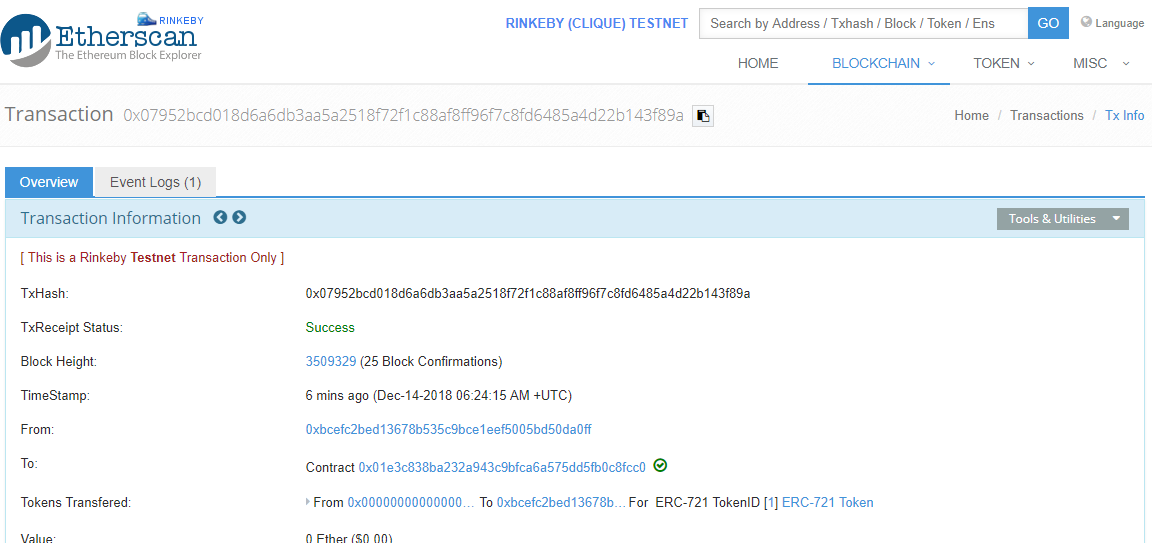 RINKEBY
Etherscan
The Ethereum Block Explorer
RINKEBY (CLIQUE) TESTNET
Search by Address / Txhash / Block / Token / Ens
GO
Language
HOME
BLOCKCHAIN
TOKEN
MISC
Transaction 0x07952bcd018d6a6db3aa5a2518f72f1c88af8ff96f7c8fd6485a4d22b143f89a
Home / Transactions / Tx Info
Overview
Event Logs (1)
Transaction Information
Tools & Utilities
[ This is a Rinkeby Testnet Transaction Only ]
TxHash: 0x07952bcd018d6a6db3aa5a2518f72f1c88af8ff96f7c8fd6485a4d22b143f89a
TxReceipt Status: Success
Block Height: 3509329 (25 Block Confirmations)
TimeStamp: 6 mins ago (Dec-14-2018 06:24:15 AM +UTC)
From: 0xbcefc2bed13678b535c9bce1eef5005bd50da0ff
To: Contract 0x01e3c838ba232a943c9bfca6a575dd5fb0c8fcc0
Tokens Transfered: From 0x00000000000000... To 0xbcefc2bed13678b... For ERC-721 TokenID [1] ERC-721 Token
Value: 0 Ether ($0.00)